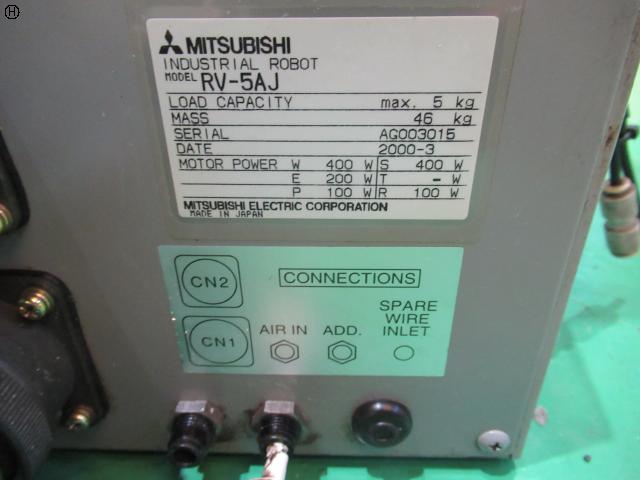 H
MITSUBISHI
INDUSTRIAL ROBOT
MODEL RV-5AJ
LOAD CAPACITY max. 5 kg
MASS 46 kg
SERIAL AG003015
DATE 2000-3
MOTOR POWER W 400 W S 400 W
E 200 W T - W
P 100 W R 100 W
MITSUBISHI ELECTRIC CORPORATION
MADE IN JAPAN
CN2 CONNECTIONS
CN1 AIR IN ADD. SPARE
WIRE
INLET